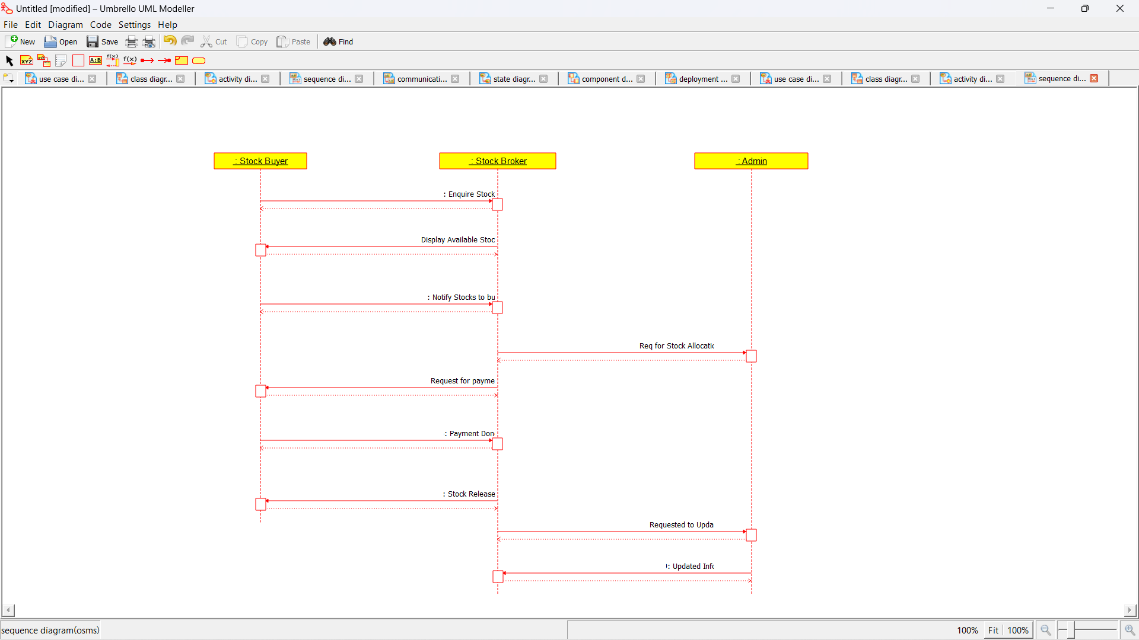 Untitled [modified] – Umbrello UML Modeller
File Edit Diagram Code Settings Help
New Open Save Cut Copy Paste Find
use case di... class diagr... activity di... sequence di... communicati... state diagr... component d... deployment ... use case di... class diagr... activity di... sequence di...
: Stock Buyer : Stock Broker : Admin
: Enquire Stock
Display Available Stoc
: Notify Stocks to bu
Req for Stock Allocatic
Request for payme
: Payment Don
: Stock Release
Requested to Upda
: Updated Info
sequence diagram(osms) 100% Fit 100%